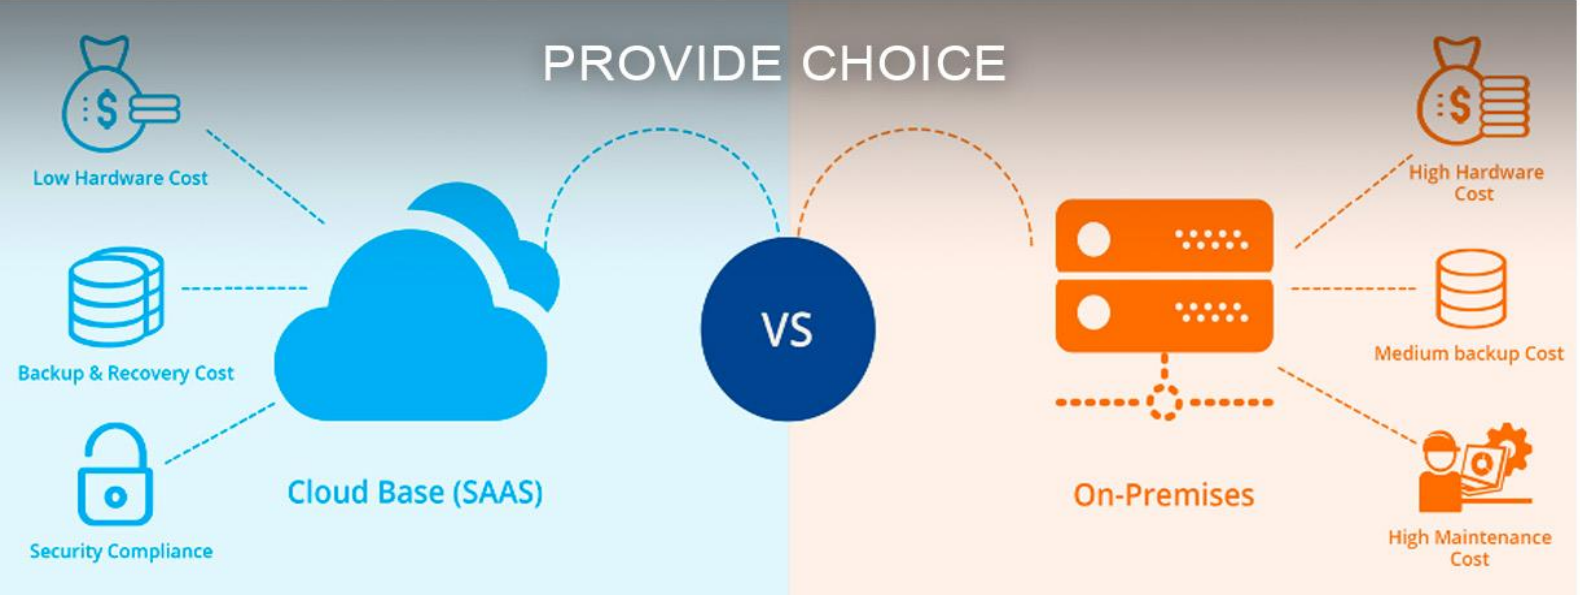 PROVIDE CHOICE
Low Hardware Cost
Backup & Recovery Cost
Security Compliance
Cloud Base (SAAS)
VS
On-Premises
High Hardware
Cost
Medium backup Cost
High Maintenance
Cost